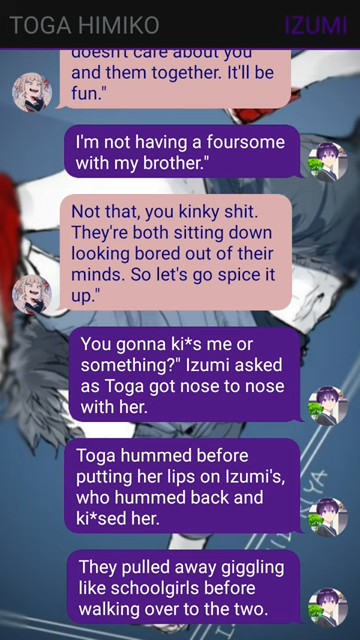 TOGA HIMIKO
IZUMI
doesn't care about you
and them together. It'll be
fun."
I'm not having a foursome
with my brother."
Not that, you kinky shit.
They're both sitting down
looking bored out of their
minds. So let's go spice it
up."
You gonna ki*s me or
something?" Izumi asked
as Toga got nose to nose
with her.
Toga hummed before
putting her lips on Izumi's,
who hummed back and
ki*sed her.
They pulled away giggling
like schoolgirls before
walking over to the two.